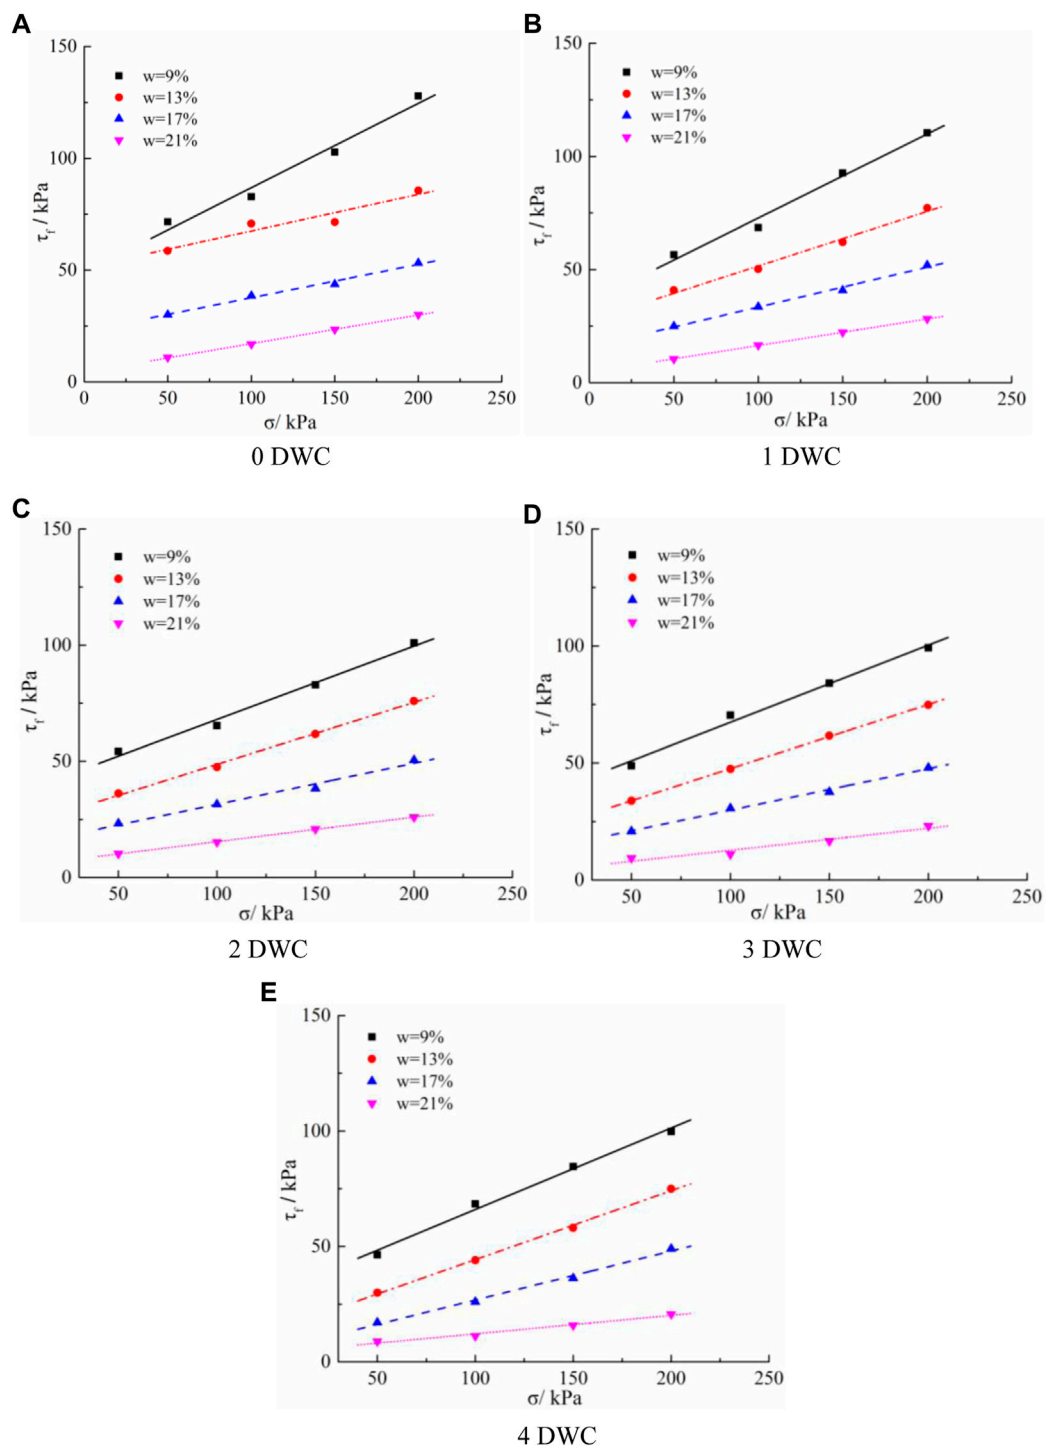 A
150
100
50
0
τf / kPa
w=9%
w=13%
w=17%
w=21%
0 50 100 150 200 250
σ/ kPa
0 DWC
B
150
100
50
0
τf / kPa
w=9%
w=13%
w=17%
w=21%
0 50 100 150 200 250
σ/ kPa
1 DWC
C
150
100
50
0
τf / kPa
w=9%
w=13%
w=17%
w=21%
50 100 150 200 250
σ/ kPa
2 DWC
D
150
100
50
0
τf / kPa
w=9%
w=13%
w=17%
w=21%
50 100 150 200 250
σ/ kPa
3 DWC
E
150
100
50
0
τf / kPa
w=9%
w=13%
w=17%
w=21%
50 100 150 200 250
σ/ kPa
4 DWC